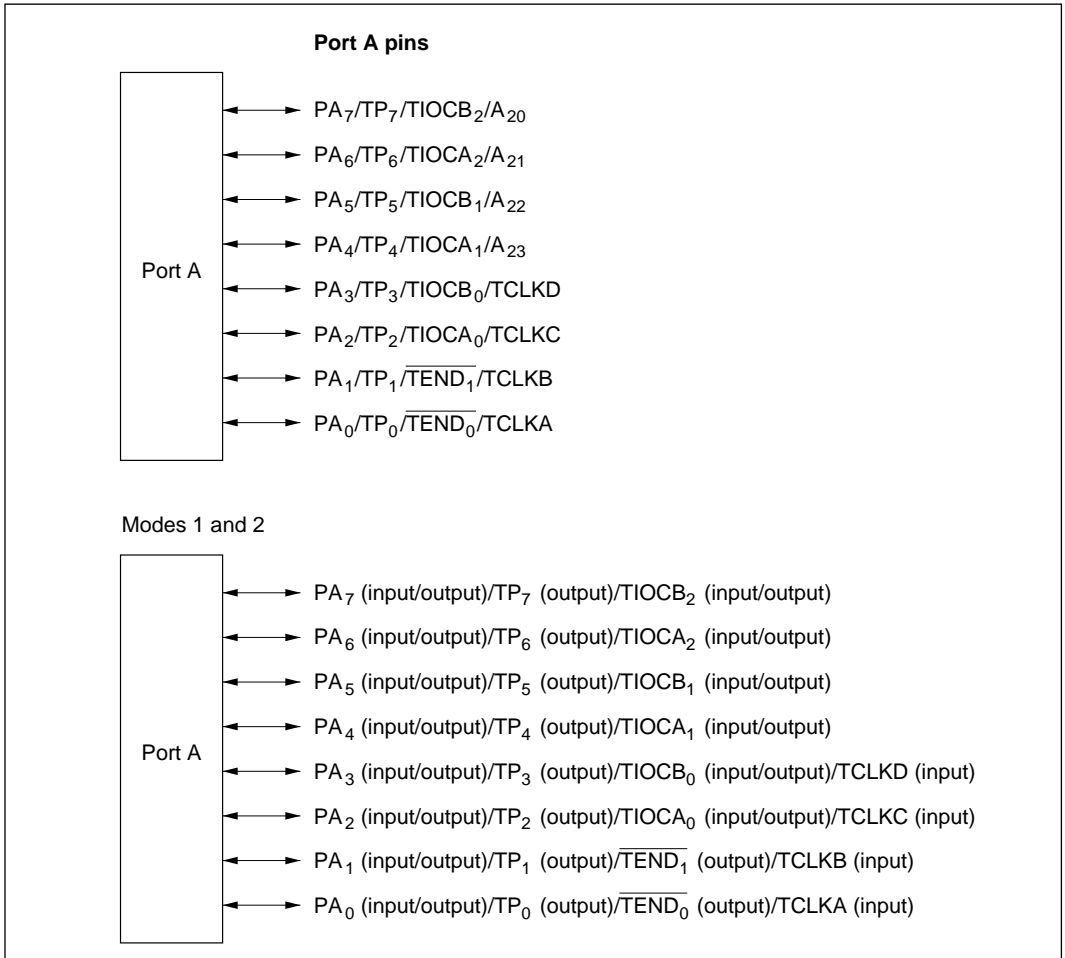 Port A pins
PA7/TP7/TIOCB2/A20
PA6/TP6/TIOCA2/A21
PA5/TP5/TIOCB1/A22
PA4/TP4/TIOCA1/A23
Port A
PA3/TP3/TIOCB0/TCLKD
PA2/TP2/TIOCA0/TCLKC
PA1/TP1/T̅E̅N̅D̅1̅/TCLKB
PA0/TP0/T̅E̅N̅D̅0̅/TCLKA
Modes 1 and 2
PA7 (input/output)/TP7 (output)/TIOCB2 (input/output)
PA6 (input/output)/TP6 (output)/TIOCA2 (input/output)
PA5 (input/output)/TP5 (output)/TIOCB1 (input/output)
PA4 (input/output)/TP4 (output)/TIOCA1 (input/output)
Port A
PA3 (input/output)/TP3 (output)/TIOCB0 (input/output)/TCLKD (input)
PA2 (input/output)/TP2 (output)/TIOCA0 (input/output)/TCLKC (input)
PA1 (input/output)/TP1 (output)/T̅E̅N̅D̅1̅ (output)/TCLKB (input)
PA0 (input/output)/TP0 (output)/T̅E̅N̅D̅0̅ (output)/TCLKA (input)